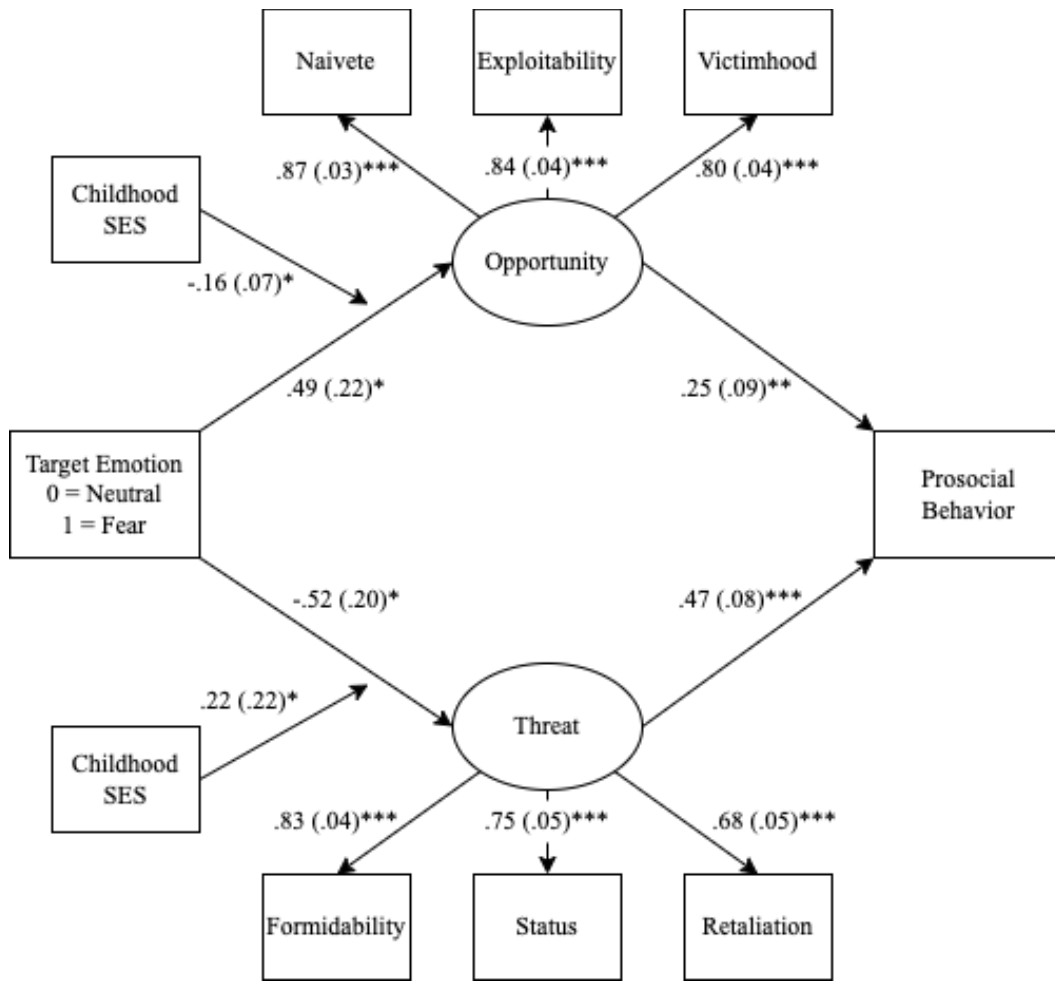 Naivete
Exploitability
Victimhood
.87 (.03)***
.84 (.04)***
.80 (.04)***
Childhood
SES
Opportunity
-.16 (.07)*
.49 (.22)*
.25 (.09)**
Target Emotion
0 = Neutral
1 = Fear
Prosocial
Behavior
-.52 (.20)*
.47 (.08)***
.22 (.22)*
Threat
Childhood
SES
.83 (.04)***
.75 (.05)***
.68 (.05)***
Formidability
Status
Retaliation